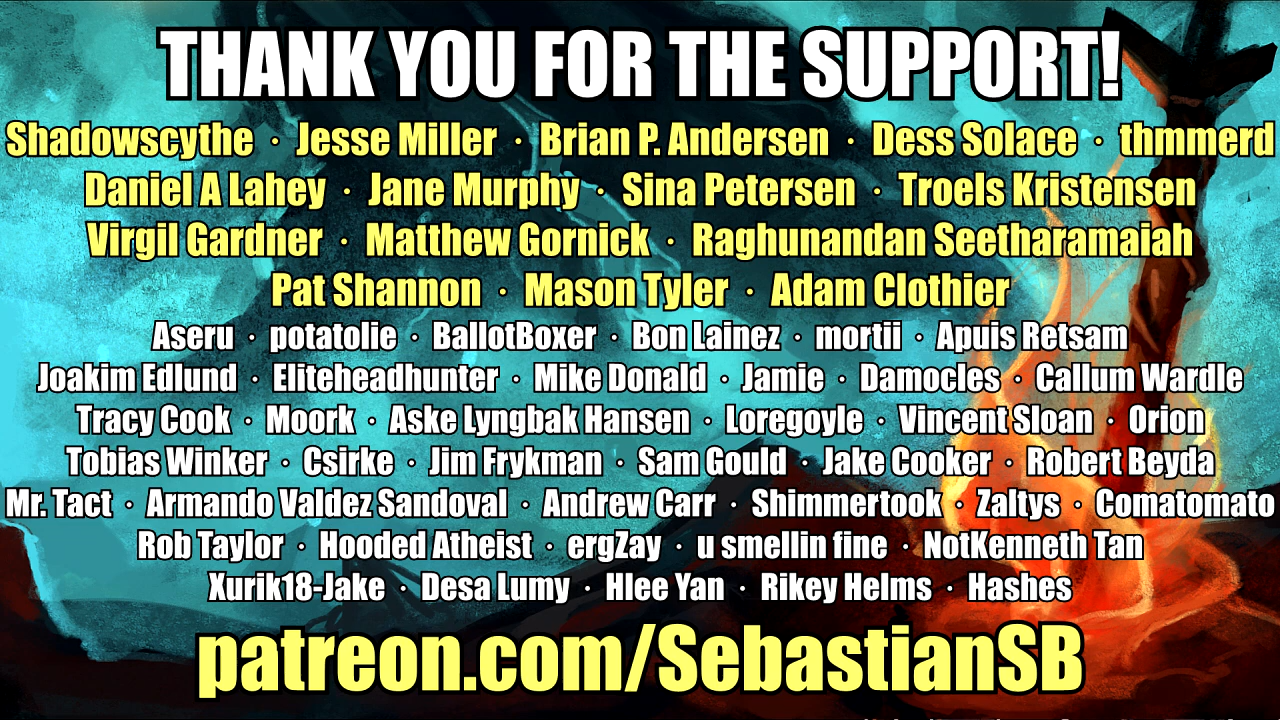 THANK YOU FOR THE SUPPORT!
Shadowscythe · Jesse Miller · Brian P. Andersen · Dess Solace · thmmerd
Daniel A Lahey · Jane Murphy · Sina Petersen · Troels Kristensen
Virgil Gardner · Matthew Gornick · Raghunandan Seetharamaiah
Pat Shannon · Mason Tyler · Adam Clothier
Aseru · potatolie · BallotBoxer · Bon Lainez · mortii · Apuis Retsam
Joakim Edlund · Eliteheadhunter · Mike Donald · Jamie · Damocles · Callum Wardle
Tracy Cook · Moork · Aske Lyngbak Hansen · Loregoyle · Vincent Sloan · Orion
Tobias Winker · Csirke · Jim Frykman · Sam Gould · Jake Cooker · Robert Beyda
Mr. Tact · Armando Valdez Sandoval · Andrew Carr · Shimmertook · Zaltys · Comatomato
Rob Taylor · Hooded Atheist · ergZay · u smellin fine · NotKenneth Tan
Xurik18-Jake · Desa Lumy · Hlee Yan · Rikey Helms · Hashes
patreon.com/SebastianSB